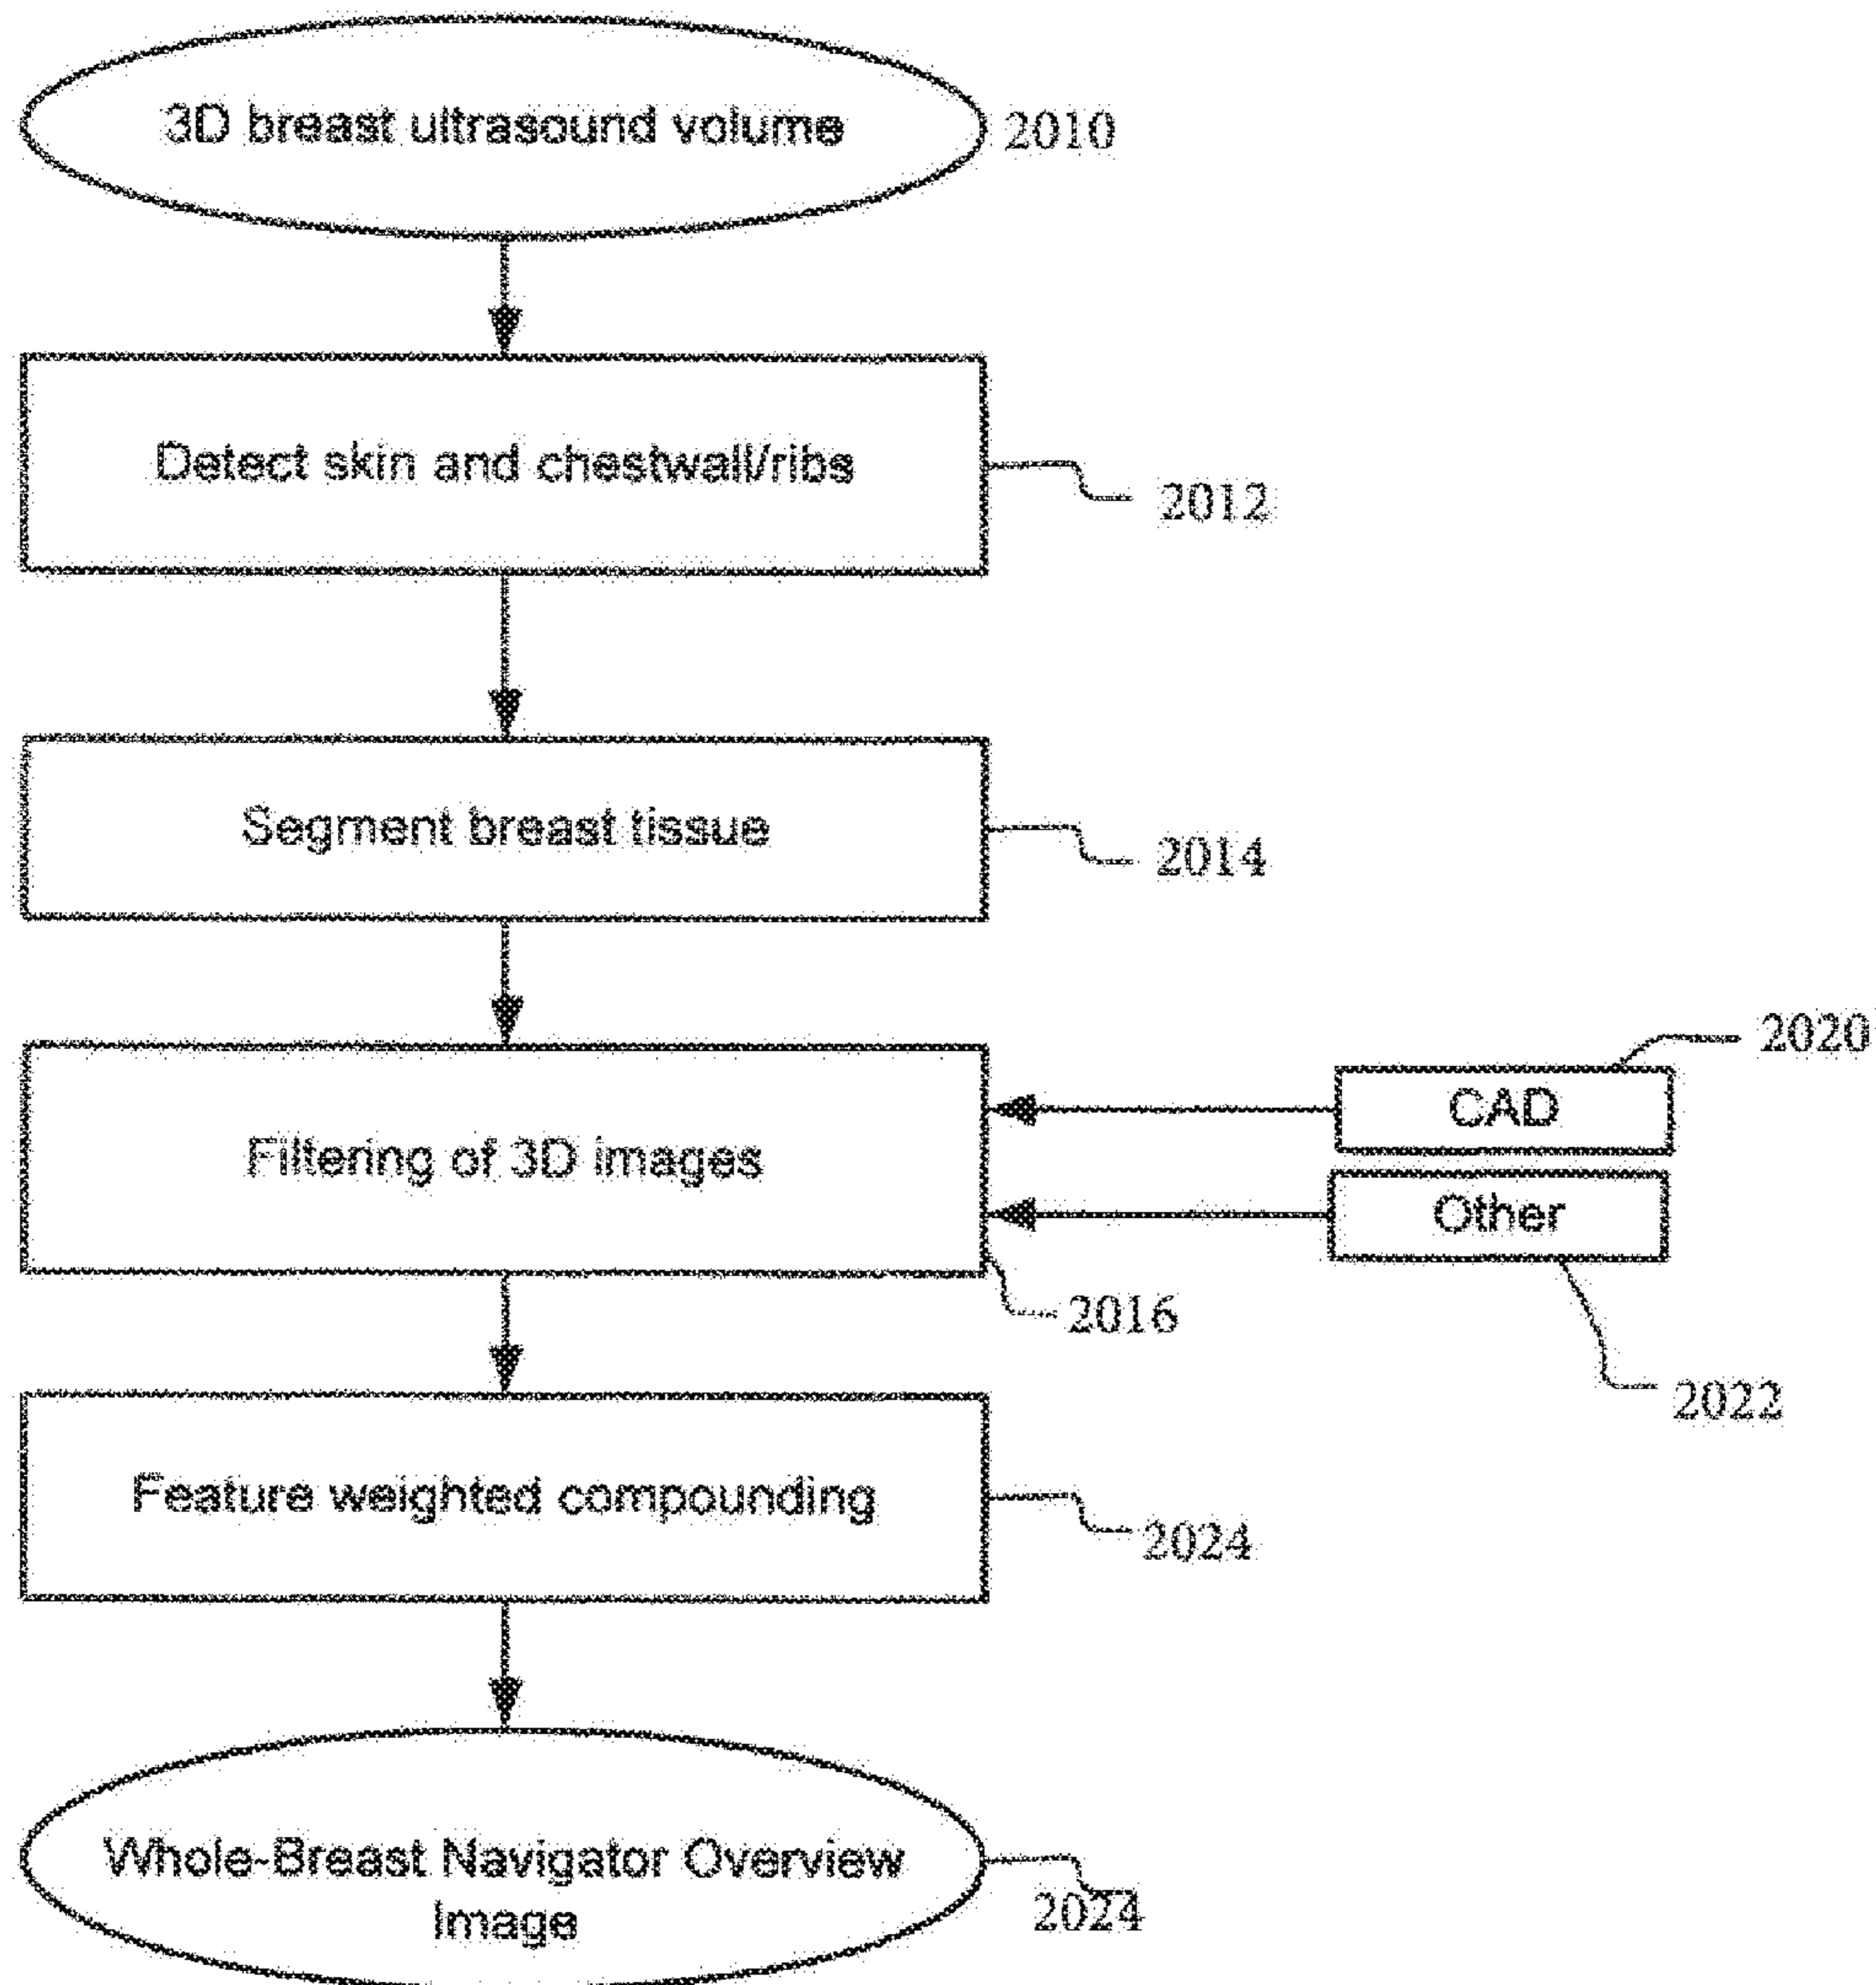 3D breast ultrasound volume
2010
Detect skin and chestwall/ribs
2012
Segment breast tissue
2014
2020
CAD
Filtering of 3D images
Other
2016
2022
Feature weighted compounding
2024
Whole-Breast Navigator Overview
Image
2024